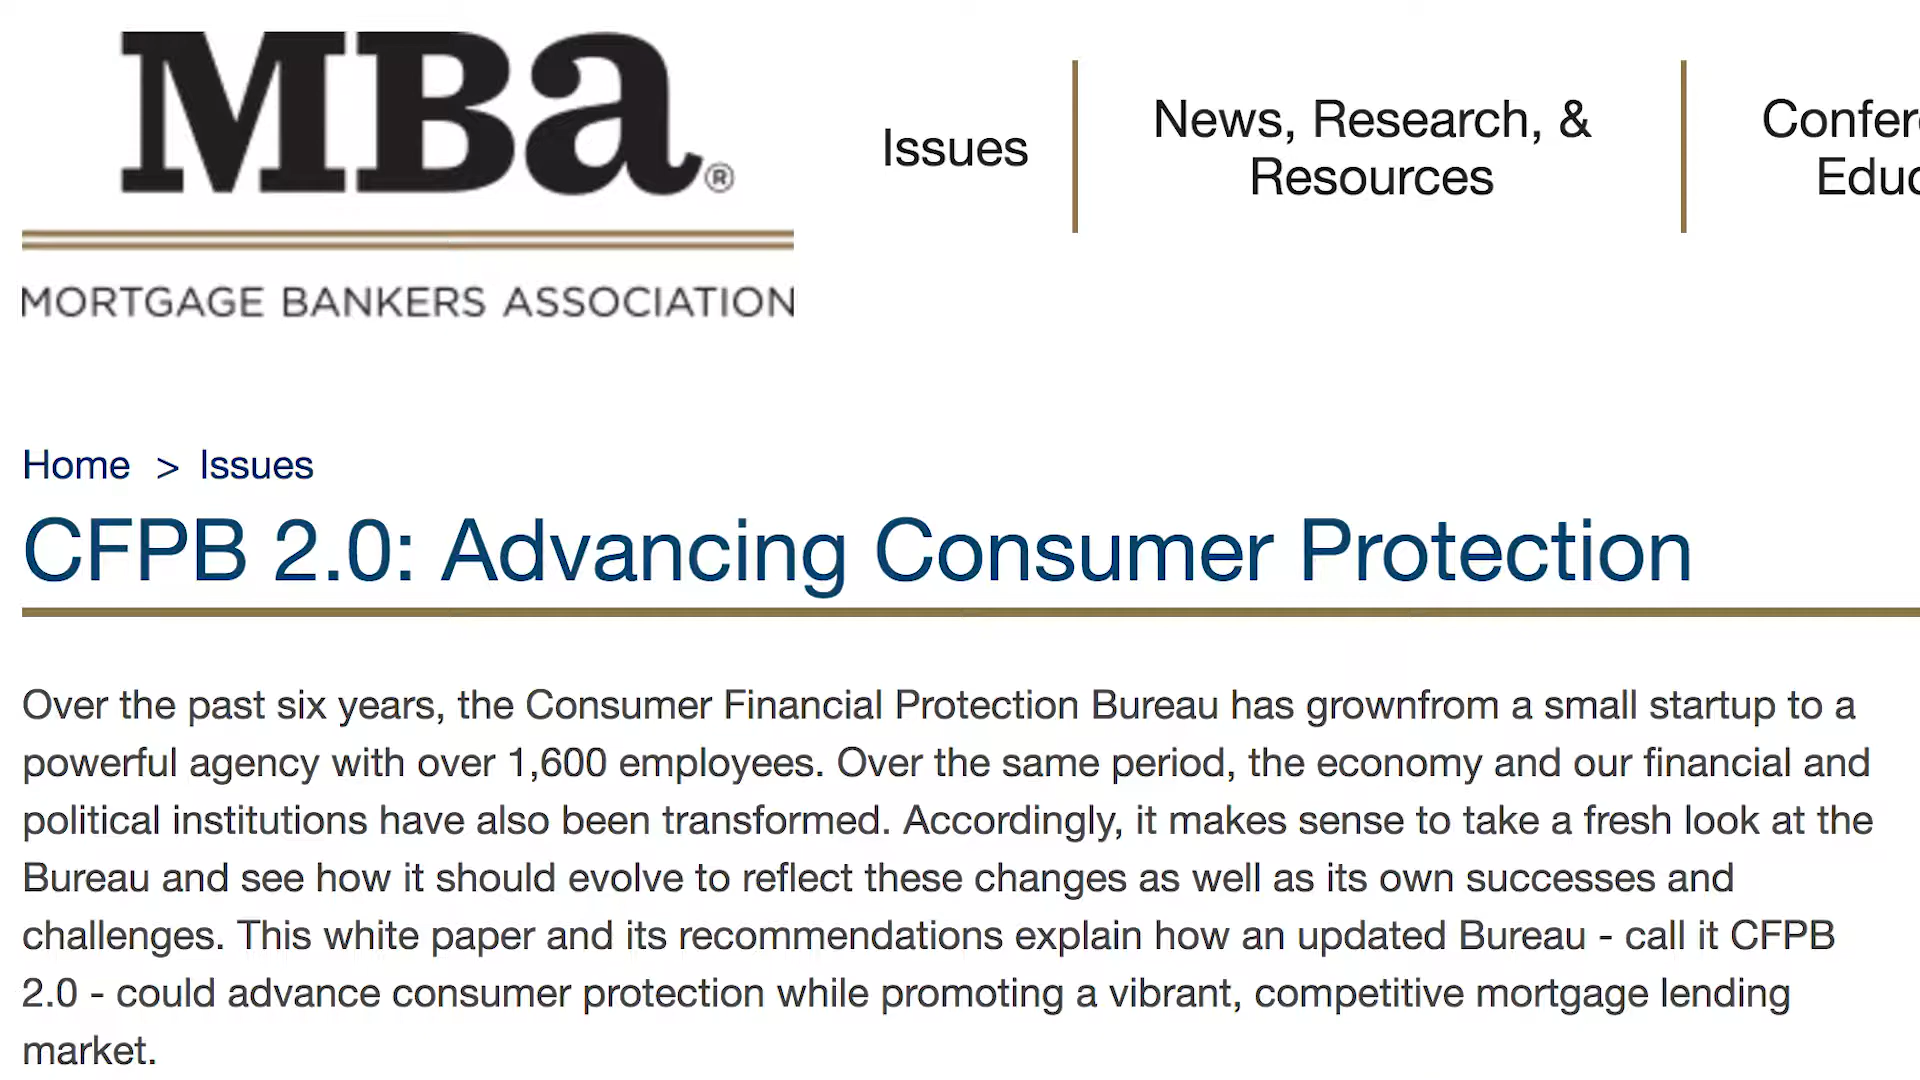 MBa®
MORTGAGE BANKERS ASSOCIATION
Issues
News, Research, &
Resources
Confer
Educ
Home > Issues
CFPB 2.0: Advancing Consumer Protection
Over the past six years, the Consumer Financial Protection Bureau has grownfrom a small startup to a
powerful agency with over 1,600 employees. Over the same period, the economy and our financial and
political institutions have also been transformed. Accordingly, it makes sense to take a fresh look at the
Bureau and see how it should evolve to reflect these changes as well as its own successes and
challenges. This white paper and its recommendations explain how an updated Bureau - call it CFPB
2.0 - could advance consumer protection while promoting a vibrant, competitive mortgage lending
market.